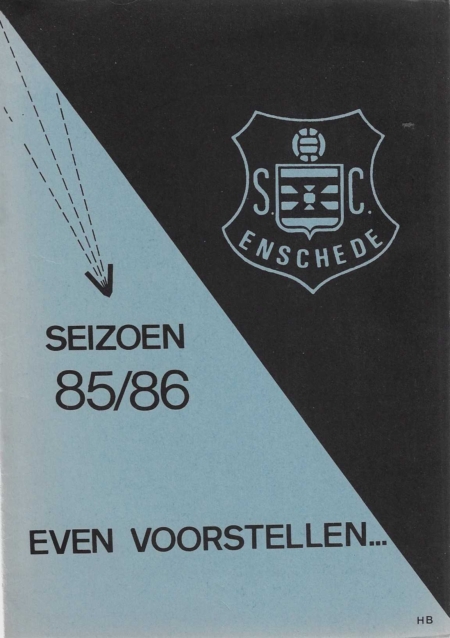 S. C.
ENSCHEDE
SEIZOEN
85/86
EVEN VOORSTELLEN...
HB